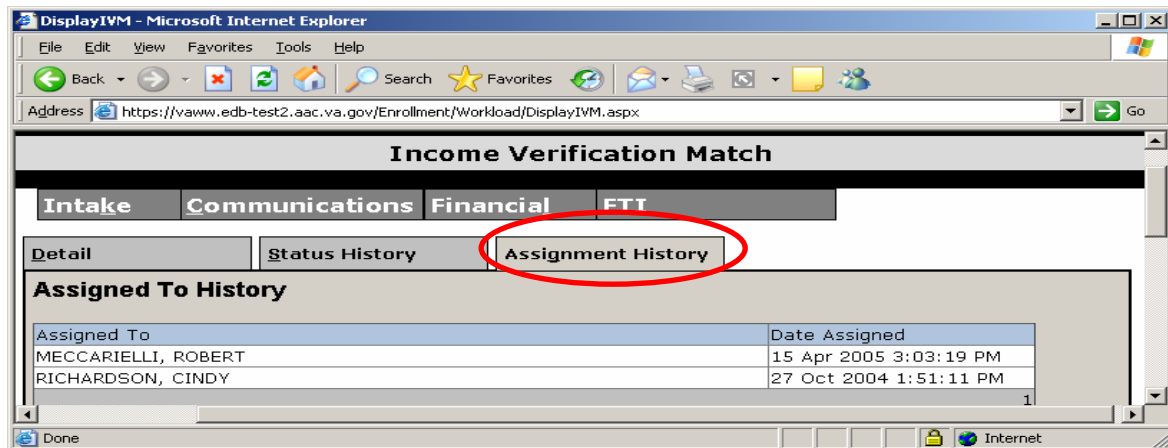 DisplayIVM - Microsoft Internet Explorer
File Edit View Favorites Tools Help
Back Search Favorites
Address https://vaww.edb-test2.aac.va.gov/Enrollment/Workload/DisplayIVM.aspx Go
Income Verification Match
Intake Communications Financial FTI
Detail Status History Assignment History
Assigned To History
Assigned To Date Assigned
MECCARIELLI, ROBERT 15 Apr 2005 3:03:19 PM
RICHARDSON, CINDY 27 Oct 2004 1:51:11 PM
1
Done Internet